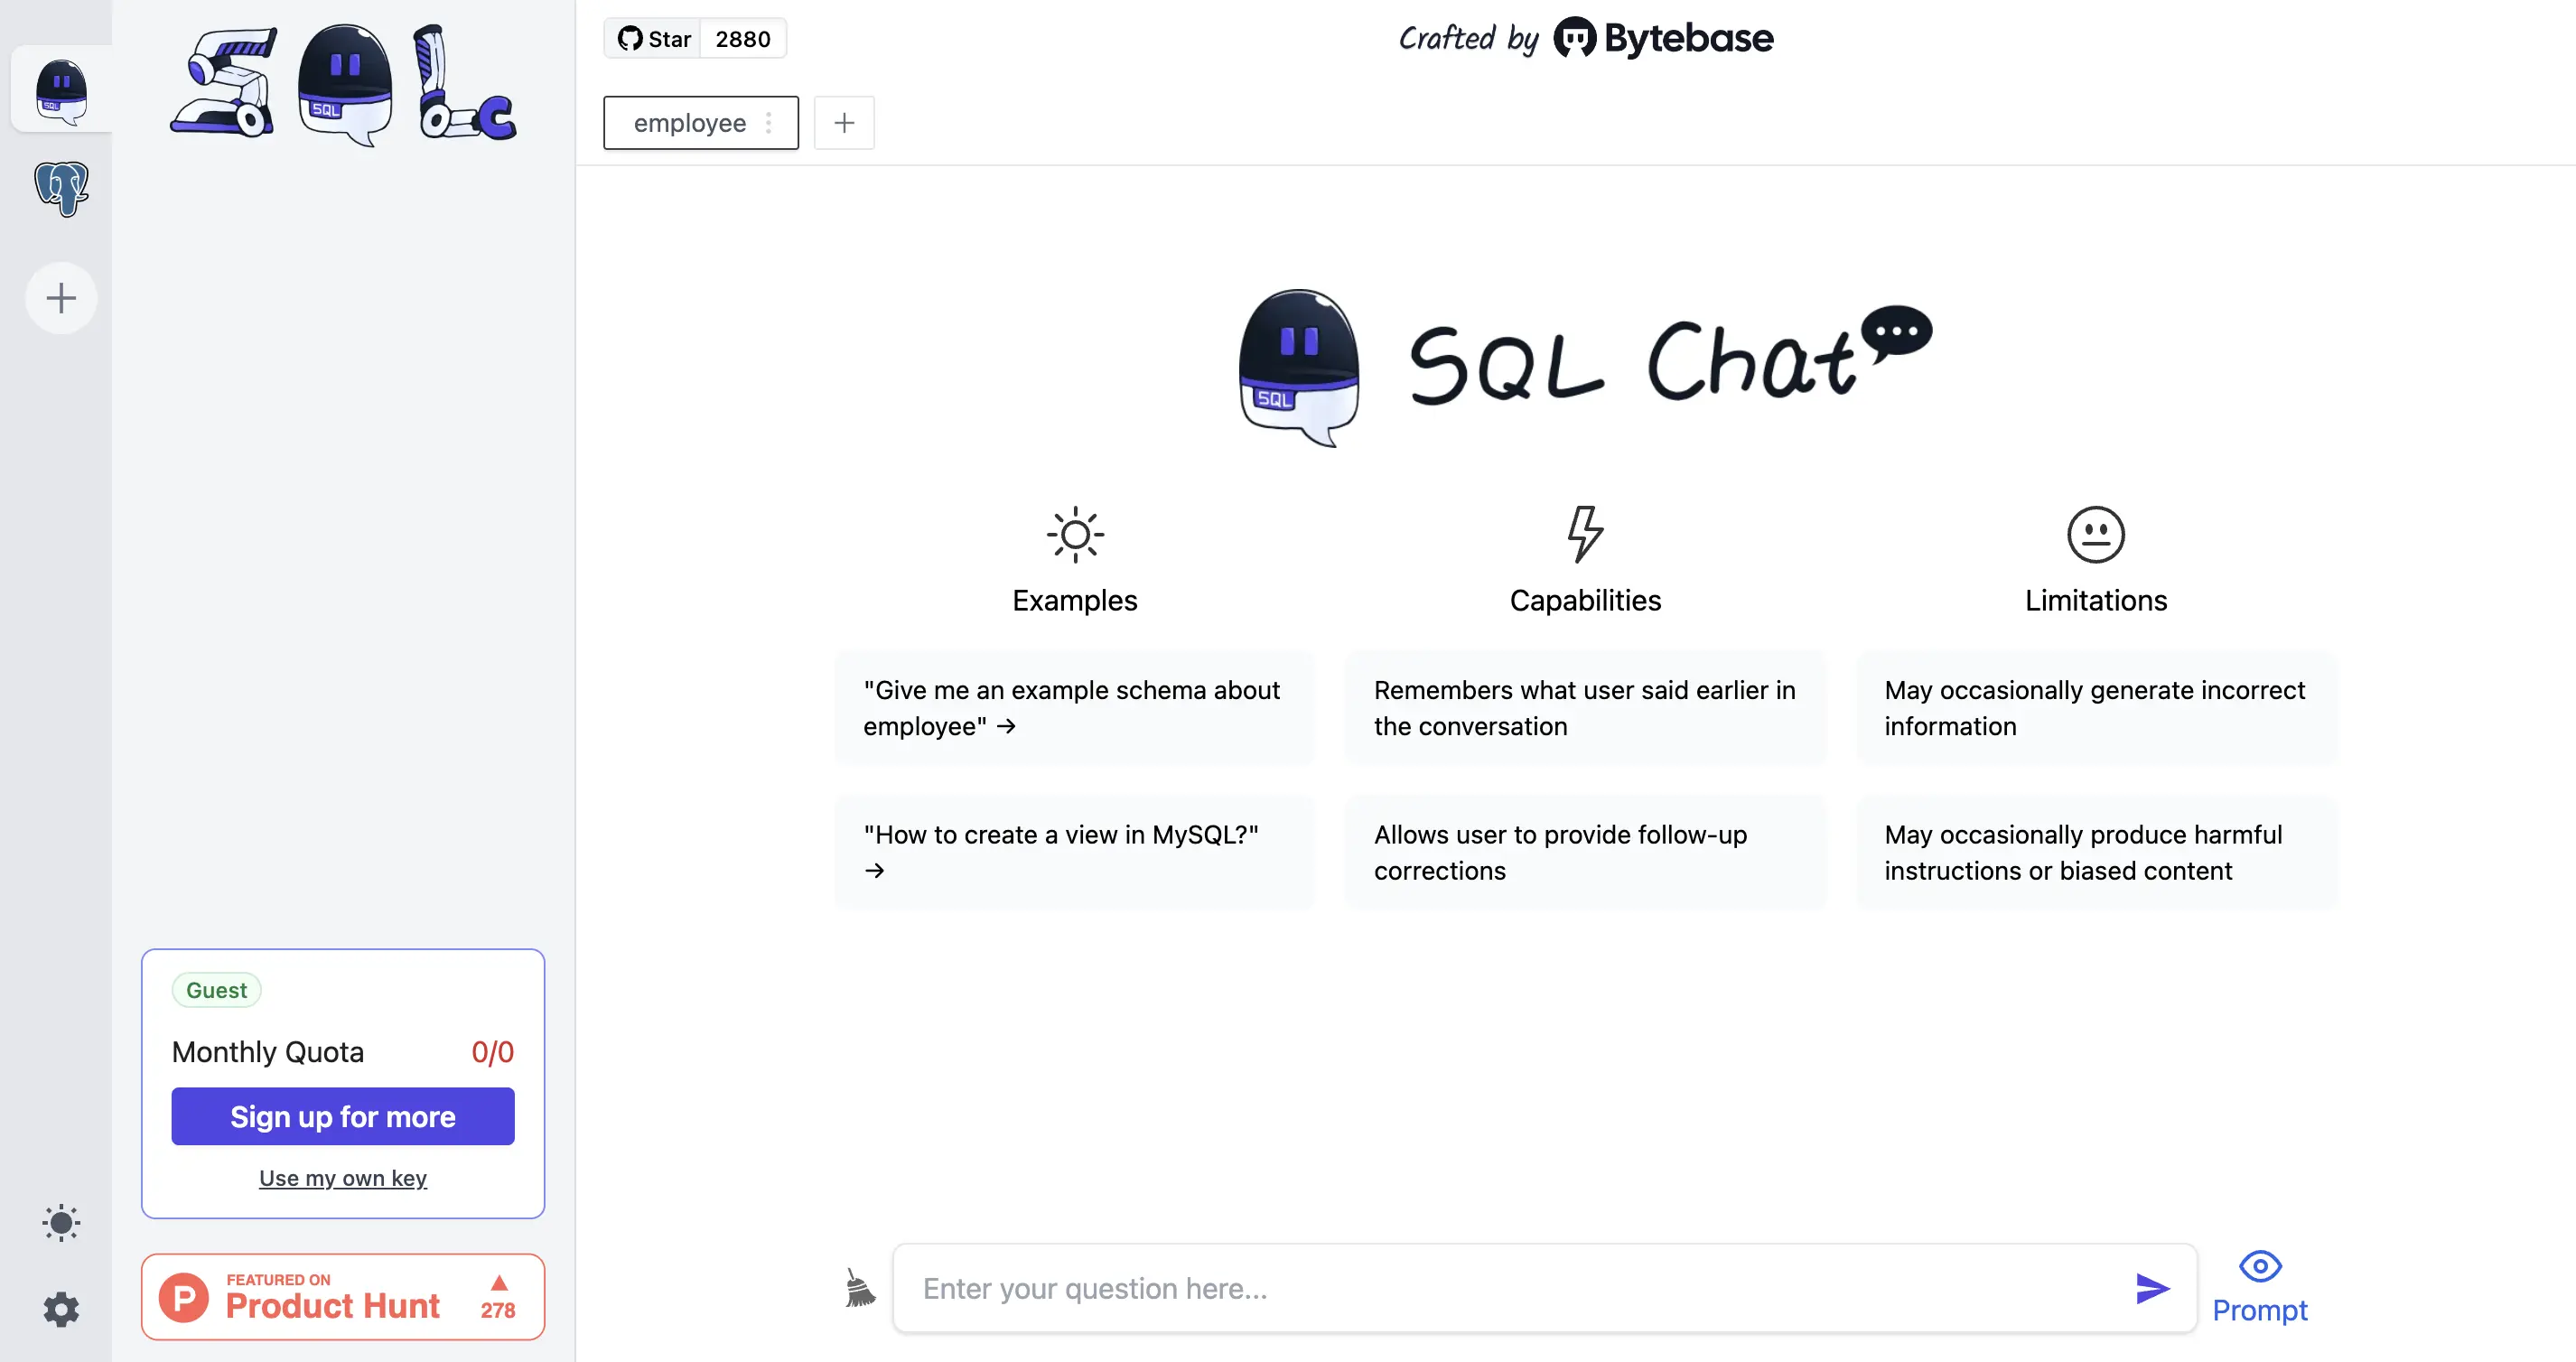 SQL
SQL
Star 2880
Crafted by Bytebase
employee
SQL
SQL Chat
Examples
Capabilities
Limitations
"Give me an example schema about
employee" →
Remembers what user said earlier in
the conversation
May occasionally generate incorrect
information
"How to create a view in MySQL?"
→
Allows user to provide follow-up
corrections
May occasionally produce harmful
instructions or biased content
Guest
Monthly Quota 0/0
Sign up for more
Use my own key
P
FEATURED ON
Product Hunt
278
Enter your question here...
Prompt